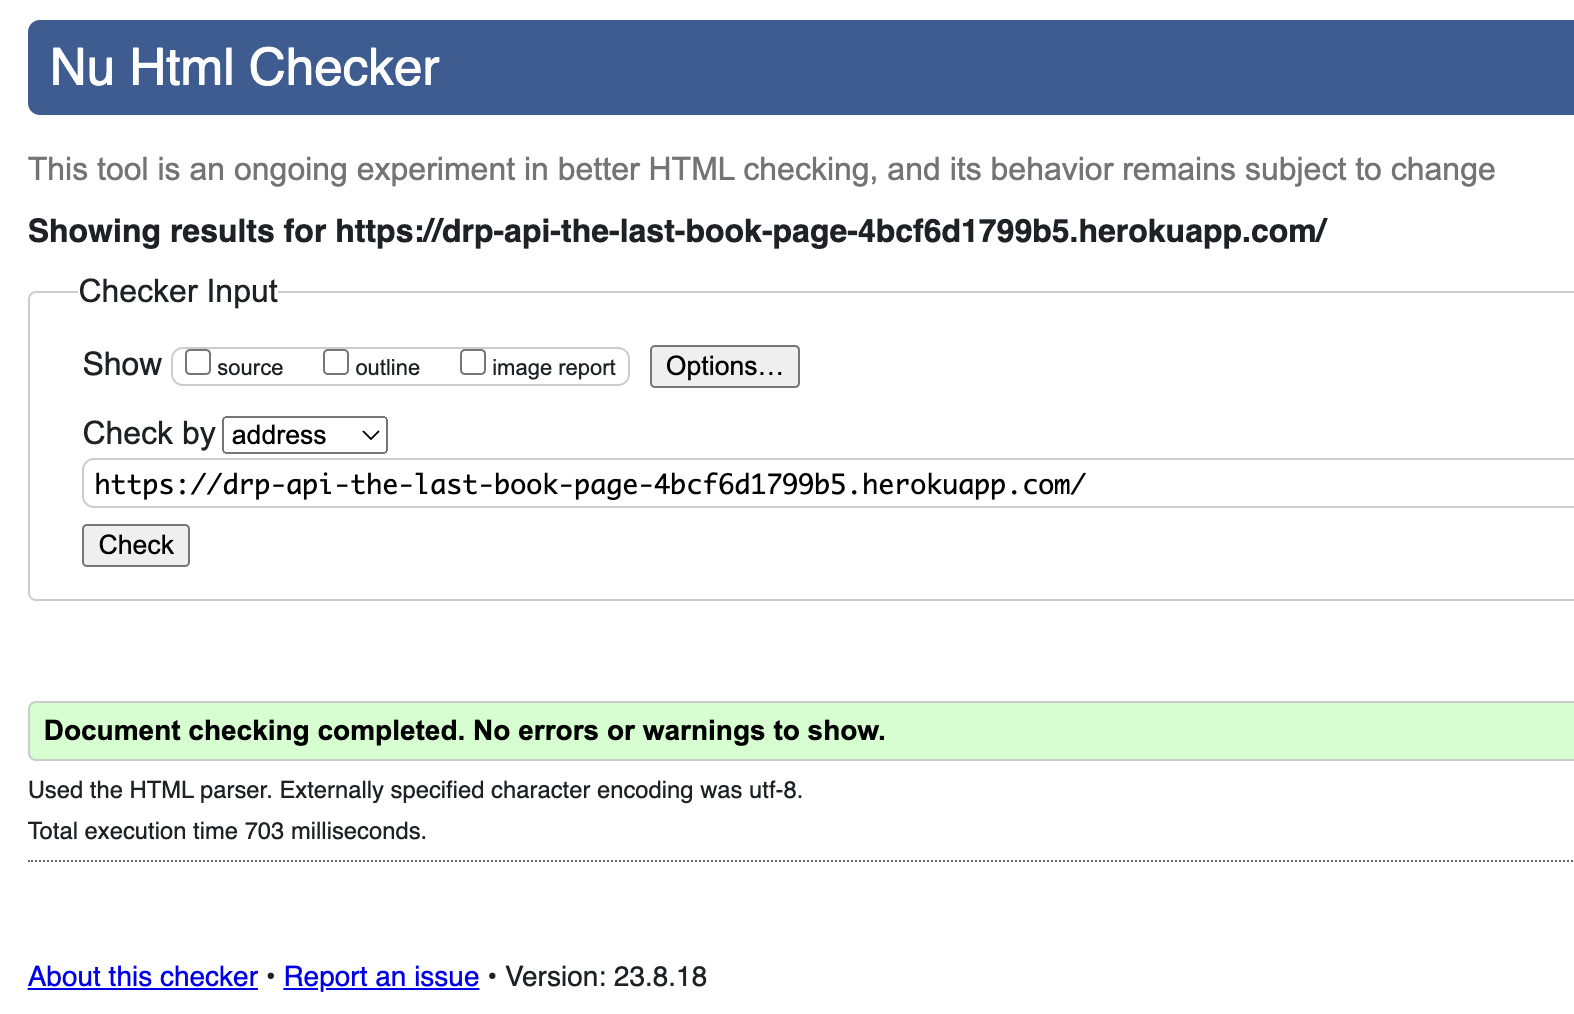 Nu Html Checker
This tool is an ongoing experiment in better HTML checking, and its behavior remains subject to change
Showing results for https://drp-api-the-last-book-page-4bcf6d1799b5.herokuapp.com/
Checker Input
Show source outline image report Options…
Check by address
https://drp-api-the-last-book-page-4bcf6d1799b5.herokuapp.com/
Check
Document checking completed. No errors or warnings to show.
Used the HTML parser. Externally specified character encoding was utf-8.
Total execution time 703 milliseconds.
About this checker • Report an issue • Version: 23.8.18